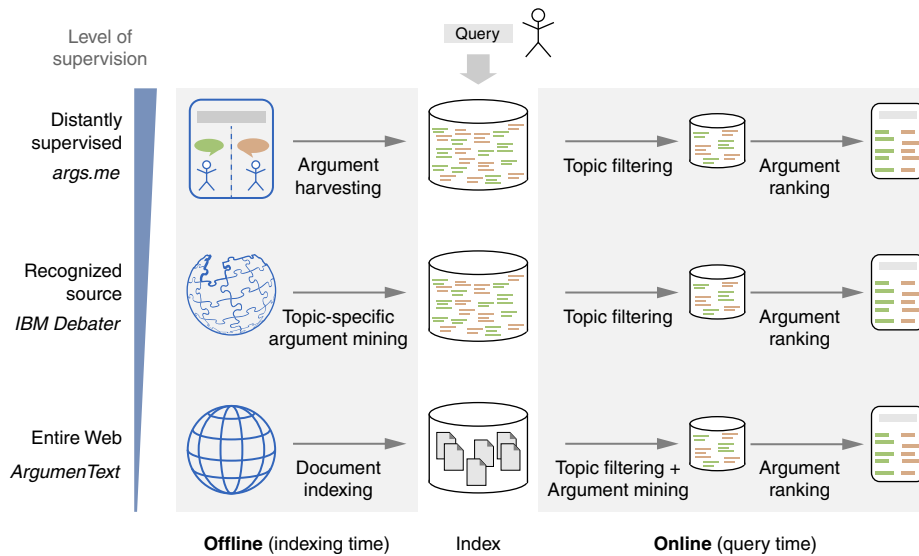 Level of
supervision
Query
Distantly
supervised
args.me
Argument
harvesting
Topic filtering
Argument
ranking
Recognized
source
IBM Debater
Topic-specific
argument mining
Topic filtering
Argument
ranking
Entire Web
ArgumenText
Document
indexing
Topic filtering +
Argument mining
Argument
ranking
Offline (indexing time)
Index
Online (query time)